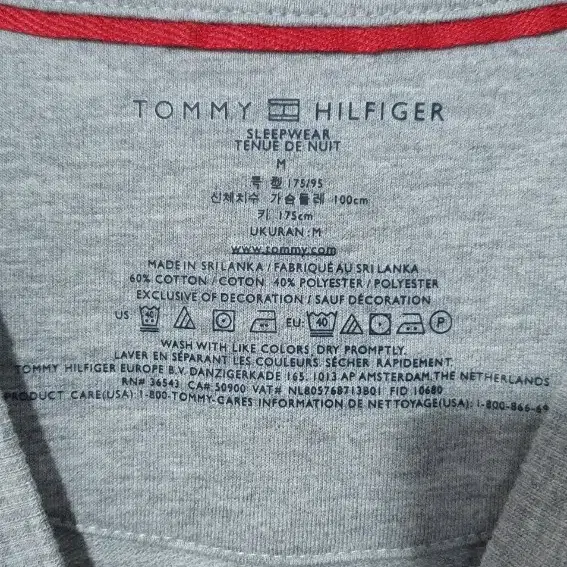 TOMMY HILFIGER
SLEEPWEAR
TENUE DE NUIT
M
175/95
신체치수 가슴둘레 100cm
키 175cm
UKURAN : M
www.tommy.com
MADE IN SRI LANKA / FABRIQUÉ AU SRI LANKA
60% COTTON / COTON 40% POLYESTER / POLYESTER
EXCLUSIVE OF DECORATION / SAUF DÉCORATION
US 40 EU: 40 P
WASH WITH LIKE COLORS, DRY PROMPTLY.
LAVER EN SÉPARANT LES COULEURS. SÉCHER RAPIDEMENT.
TOMMY HILFIGER EUROPE B.V. DANZIGERKADE 165, 1013 AP AMSTERDAM, THE NETHERLANDS
RN# 36543 CA# 50900 VAT# NL805768713B01 FID 10680
PRODUCT CARE(USA): 1-800-TOMMY-CARES INFORMATION DE NETTOYAGE(USA): 1-800-866-6